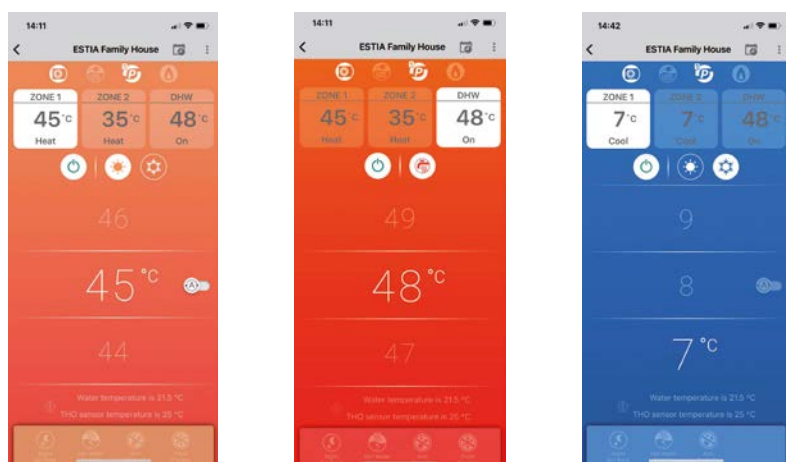 14:11
ESTIA Family House
ZONE 1 ZONE 2 DHW
45 °C 35 °C 48 °C
Heat Heat On
46
45 °C
A
44
Water temperature is 21.5 °C
THO sensor temperature is 25 °C
14:11
ESTIA Family House
ZONE 1 ZONE 2 DHW
45 °C 35 °C 48 °C
Heat Heat On
49
48 °C
47
Water temperature is 21.5 °C
THO sensor temperature is 25 °C
14:42
ESTIA Family House
ZONE 1 ZONE 2 DHW
7 °C 7 °C 48 °C
Cool Cool On
9
8
A
7 °C
Water temperature is 21.5 °C
THO sensor temperature is 25 °C